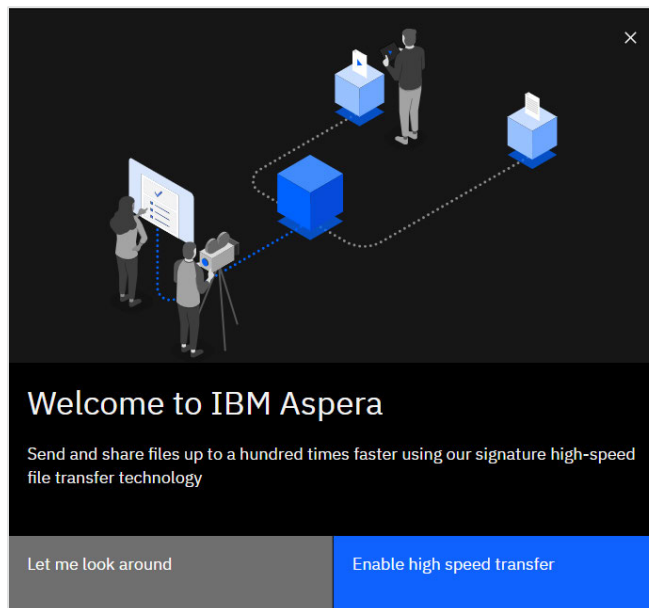 Welcome to IBM Aspera
Send and share files up to a hundred times faster using our signature high-speed
file transfer technology
Let me look around
Enable high speed transfer